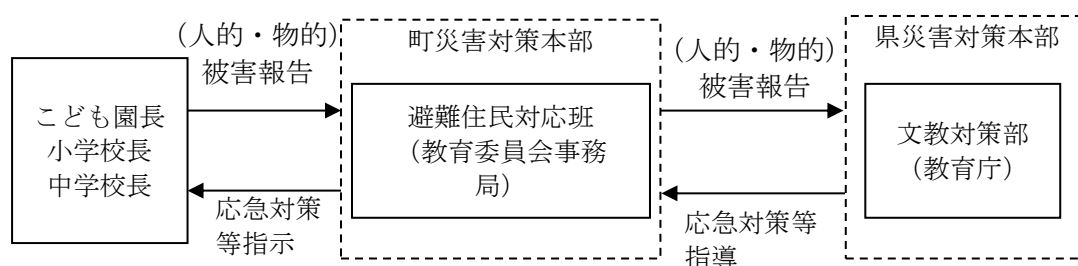 (人的・物的)
被害報告
町災害対策本部
(人的・物的)
被害報告
県災害対策本部
こども園長
小学校長
中学校長
避難住民対応班
(教育委員会事務
局)
文教対策部
(教育庁)
応急対策
等指示
応急対策等
指導